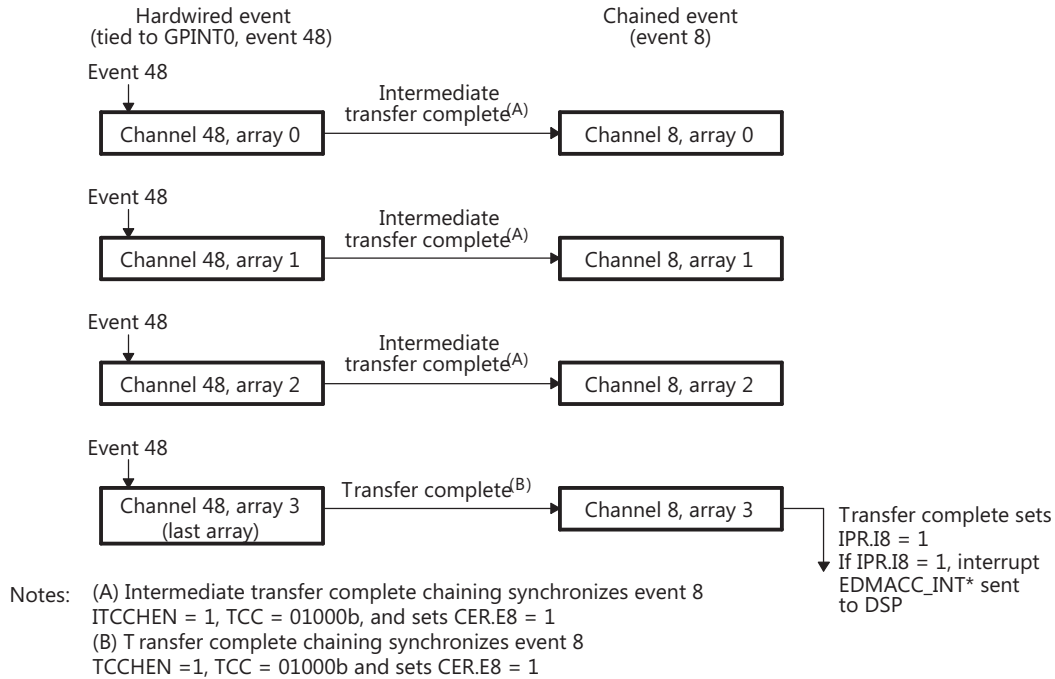 Hardwired event
(tied to GPINT0, event 48)
Chained event
(event 8)
Event 48
Intermediate
transfer complete(A)
Channel 48, array 0
Channel 8, array 0
Event 48
Intermediate
transfer complete(A)
Channel 48, array 1
Channel 8, array 1
Event 48
Intermediate
transfer complete(A)
Channel 48, array 2
Channel 8, array 2
Event 48
Transfer complete(B)
Channel 48, array 3
(last array)
Channel 8, array 3
Transfer complete sets
IPR.I8 = 1
If IPR.I8 = 1, interrupt
EDMACC_INT* sent
to DSP
Notes: (A) Intermediate transfer complete chaining synchronizes event 8
ITCCHEN = 1, TCC = 01000b, and sets CER.E8 = 1
(B) T ransfer complete chaining synchronizes event 8
TCCHEN =1, TCC = 01000b and sets CER.E8 = 1